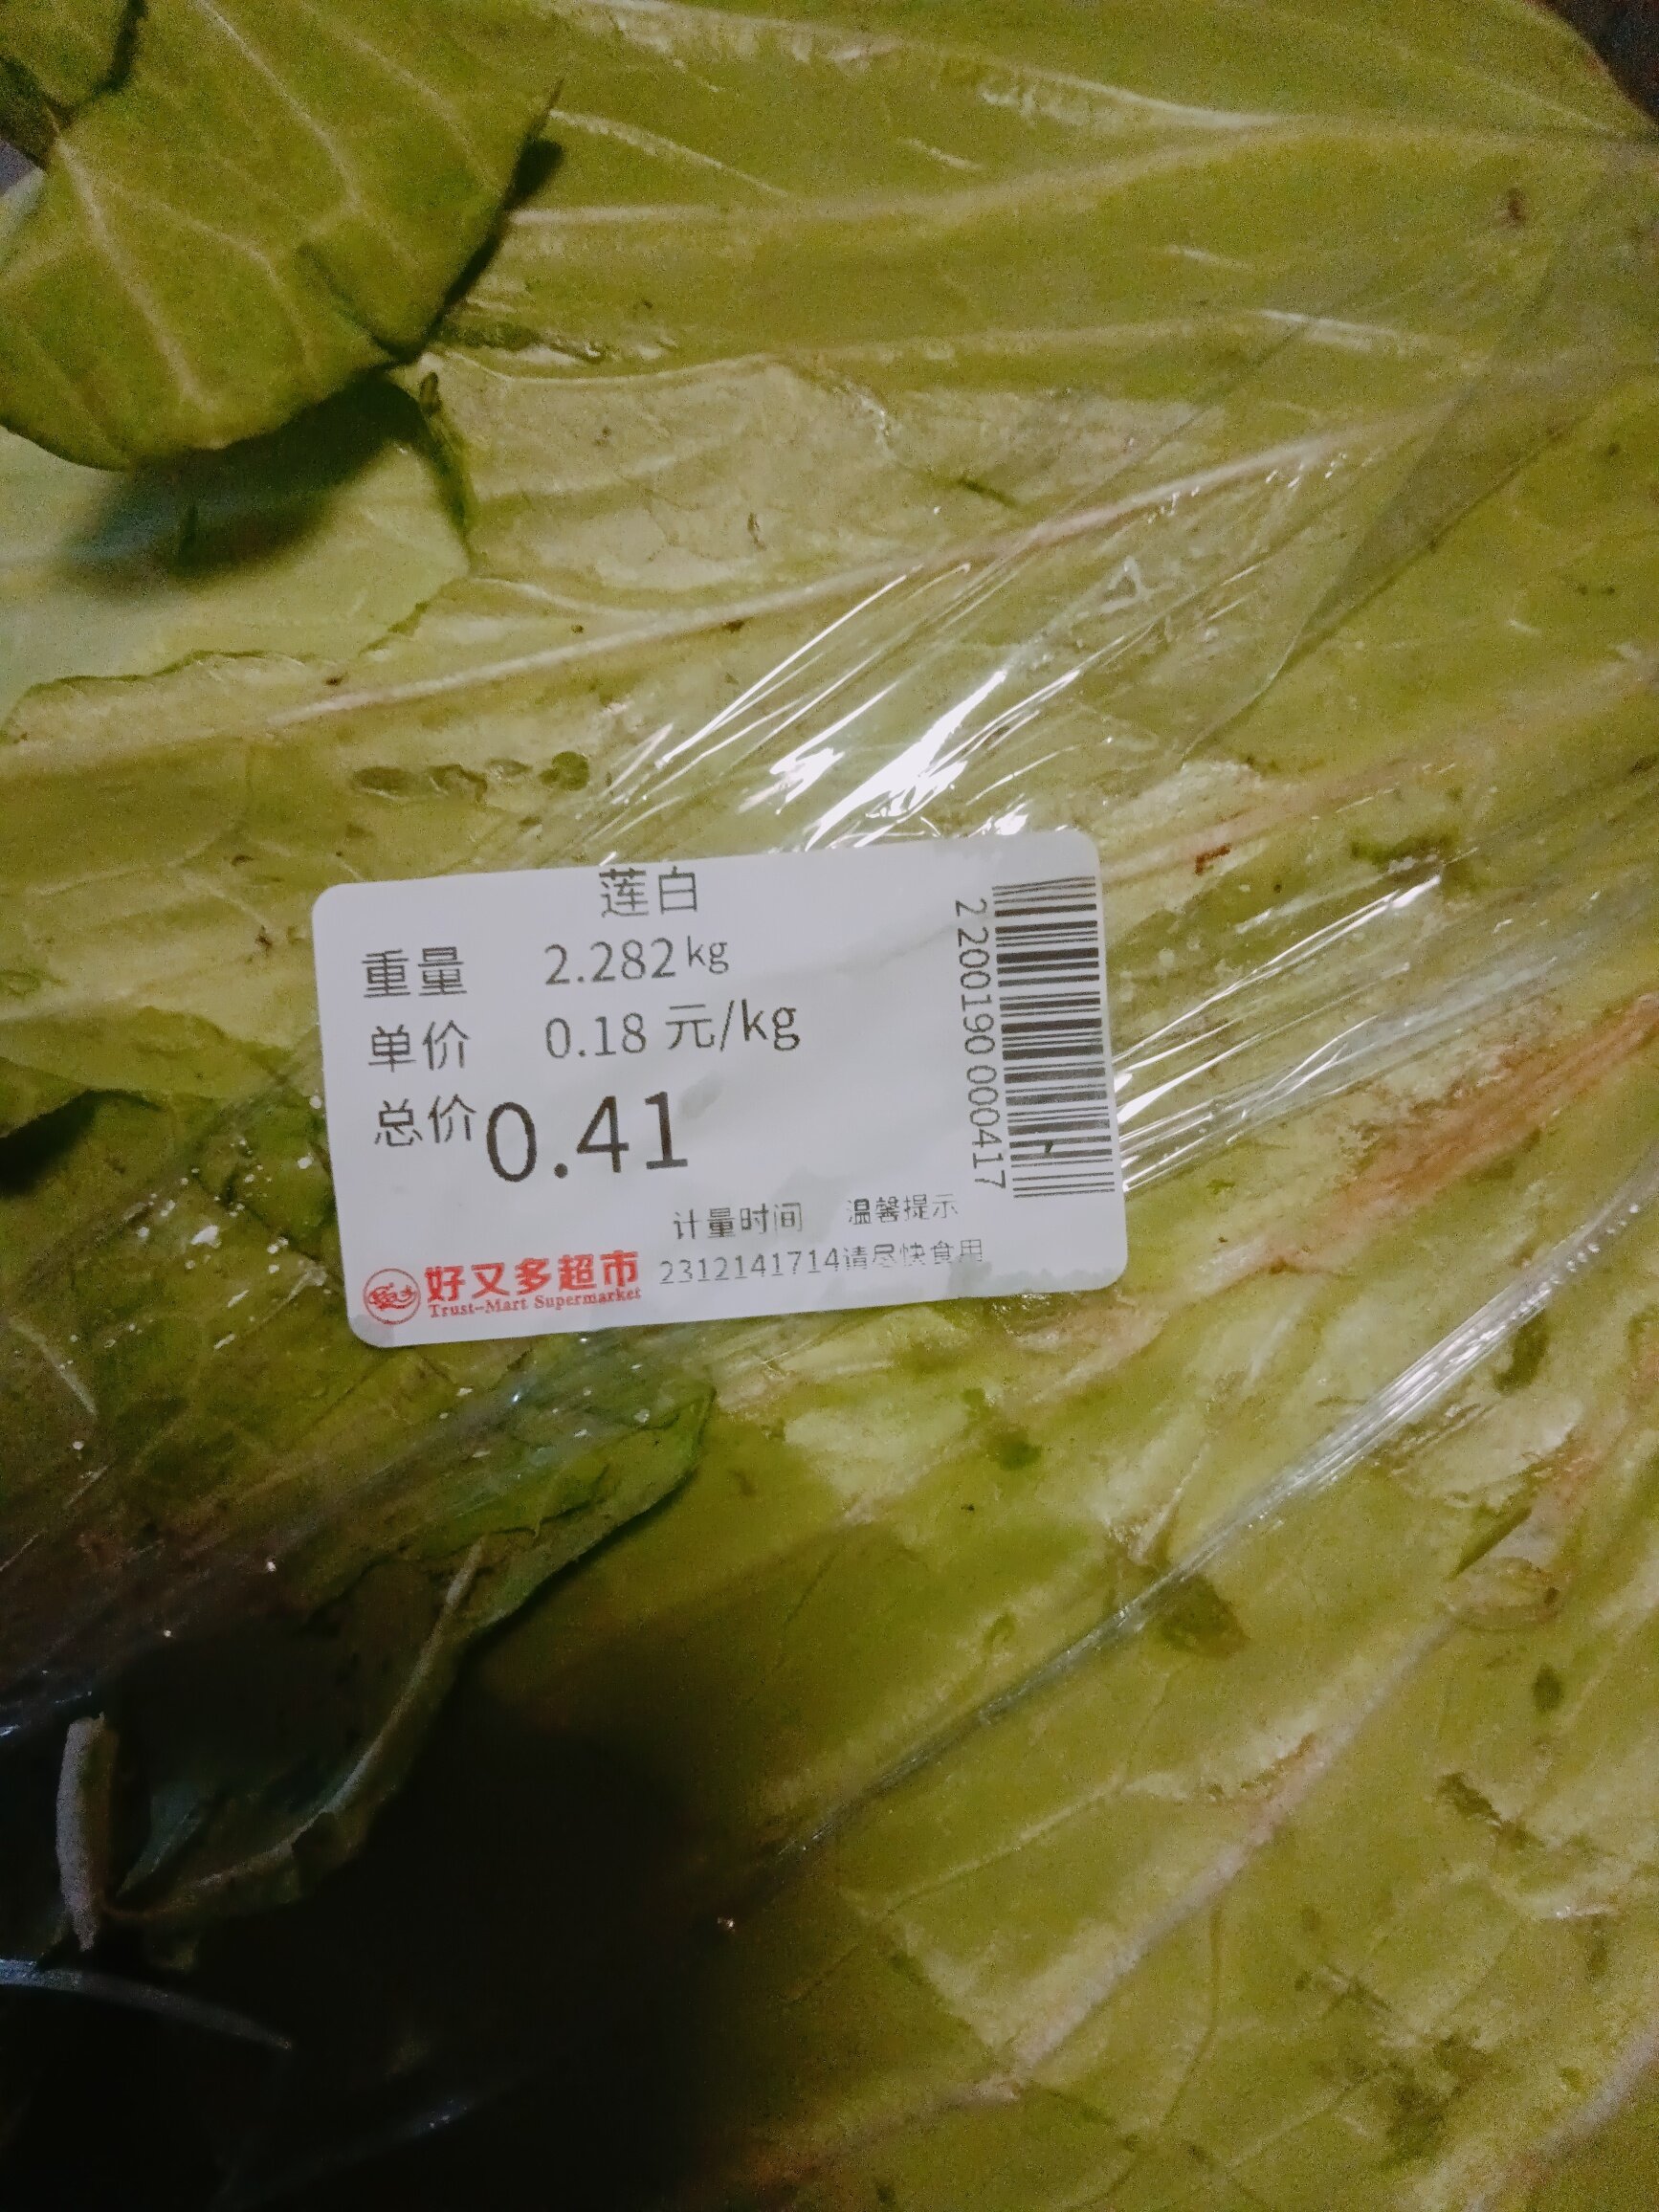 莲白
重量 2.282kg
单价 0.18 元/kg
总价 0.41
计量时间 温馨提示
2312141714请尽快食用
好又多超市
Trust-Mart Supermarket
2200190000417